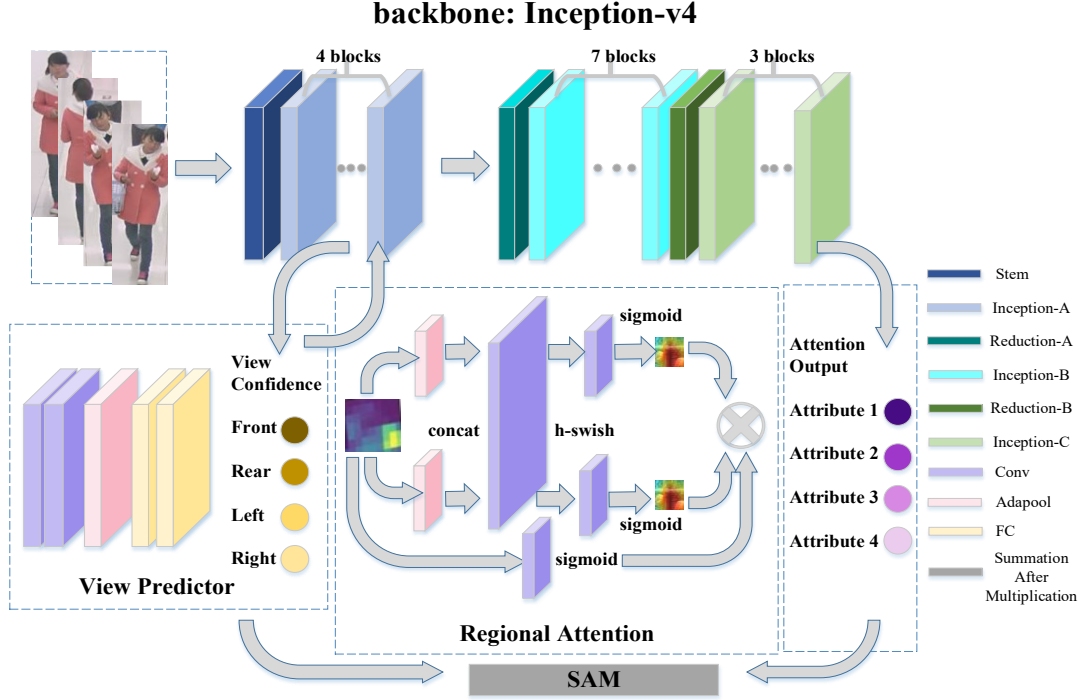 backbone: Inception-v4
4 blocks
7 blocks
3 blocks
View
Confidence
Front
Rear
Left
Right
View Predictor
concat
h-swish
sigmoid
sigmoid
sigmoid
Regional Attention
Attention
Output
Attribute 1
Attribute 2
Attribute 3
Attribute 4
SAM
Stem
Inception-A
Reduction-A
Inception-B
Reduction-B
Inception-C
Conv
Adapool
FC
Summation
After
Multiplication